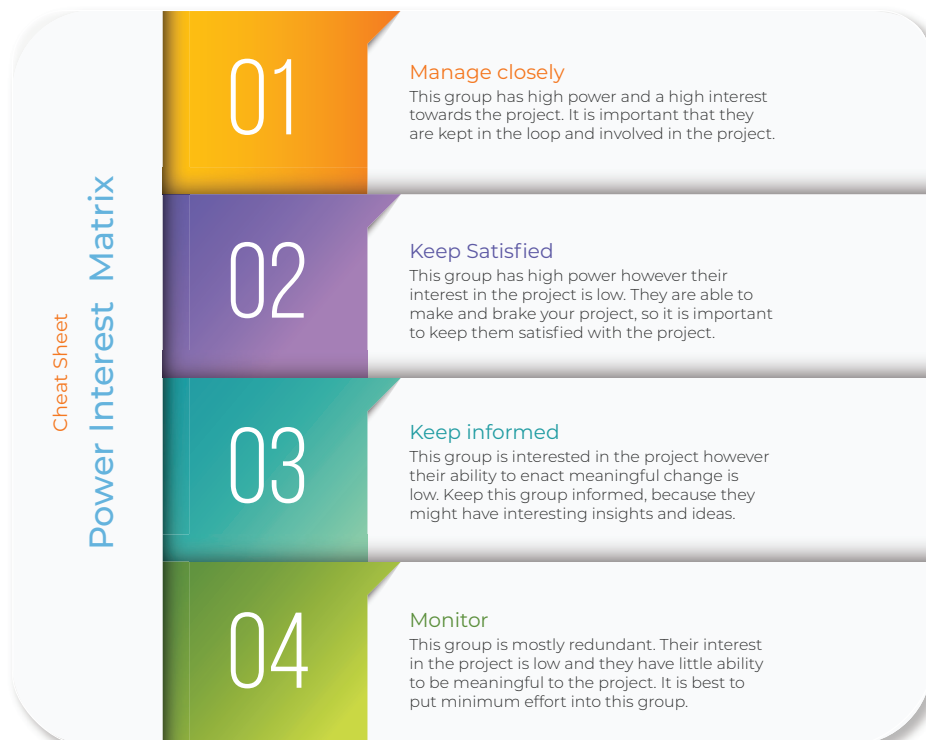 Cheat Sheet
Power Interest Matrix
01
Manage closely
This group has high power and a high interest
towards the project. It is important that they
are kept in the loop and involved in the project.
02
Keep Satisfied
This group has high power however their
interest in the project is low. They are able to
make and brake your project, so it is important
to keep them satisfied with the project.
03
Keep informed
This group is interested in the project however
their ability to enact meaningful change is
low. Keep this group informed, because they
might have interesting insights and ideas.
04
Monitor
This group is mostly redundant. Their interest
in the project is low and they have little ability
to be meaningful to the project. It is best to
put minimum effort into this group.